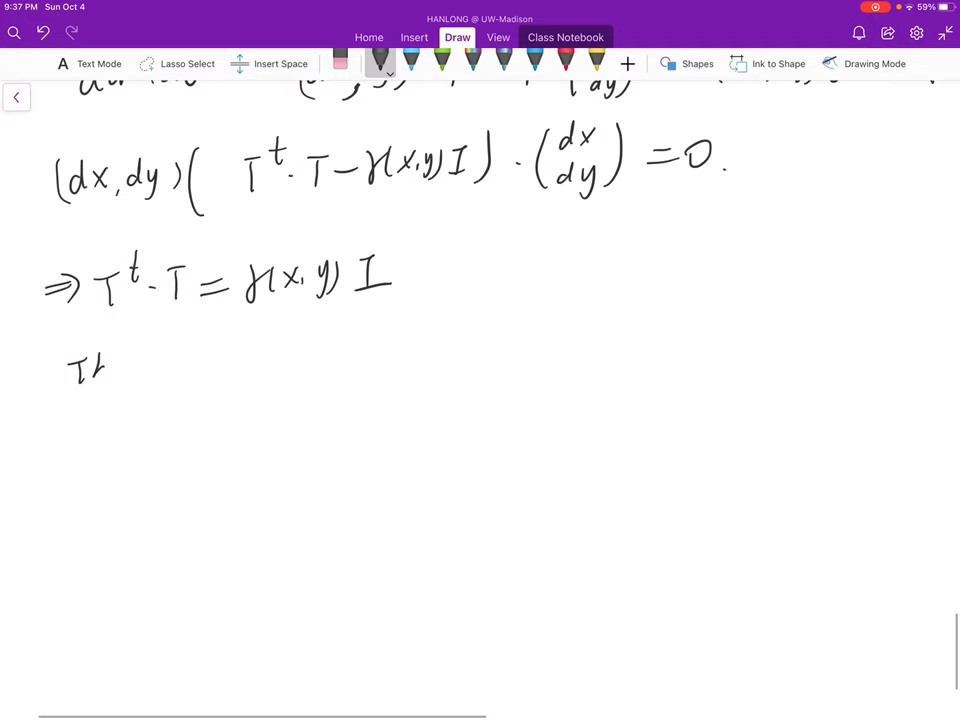 9:37 PM Sun Oct 4
59%
HANLONG @ UW-Madison
Home Insert Draw View Class Notebook
Text Mode Lasso Select Insert Space Shapes Ink to Shape Drawing Mode
(dx, dy) ( T^t · T − γ(x,y) I ) · (dx dy) = 0.
⇒ T^t · T = γ(x, y) I
Th